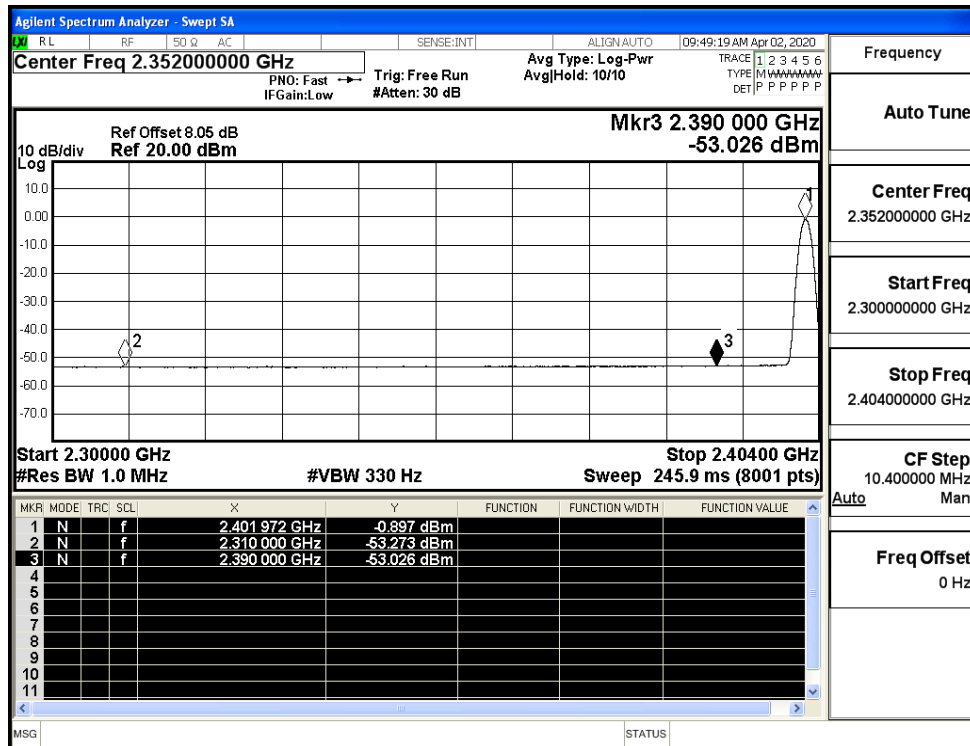 Agilent Spectrum Analyzer - Swept SA
LXI RL RF 50 Ω AC SENSE:INT ALIGN AUTO 09:49:19 AM Apr 02, 2020
Center Freq 2.352000000 GHz
PNO: Fast
IFGain:Low
Trig: Free Run
#Atten: 30 dB
Avg Type: Log-Pwr
Avg|Hold: 10/10
TRACE 1 2 3 4 5 6
TYPE M W W W W W
DET P P P P P P
Ref Offset 8.05 dB
10 dB/div Ref 20.00 dBm
Log
Mkr3 2.390 000 GHz
-53.026 dBm
10.0
0.00
-10.0
-20.0
-30.0
-40.0
-50.0
-60.0
-70.0
1
2
3
Start 2.30000 GHz Stop 2.40400 GHz
#Res BW 1.0 MHz #VBW 330 Hz Sweep 245.9 ms (8001 pts)
MKR MODE TRC SCL X Y FUNCTION FUNCTION WIDTH FUNCTION VALUE
1 N f 2.401 972 GHz -0.897 dBm
2 N f 2.310 000 GHz -53.273 dBm
3 N f 2.390 000 GHz -53.026 dBm
4
5
6
7
8
9
10
11
MSG STATUS
Frequency
Auto Tune
Center Freq
2.352000000 GHz
Start Freq
2.300000000 GHz
Stop Freq
2.404000000 GHz
CF Step
10.400000 MHz
Auto Man
Freq Offset
0 Hz